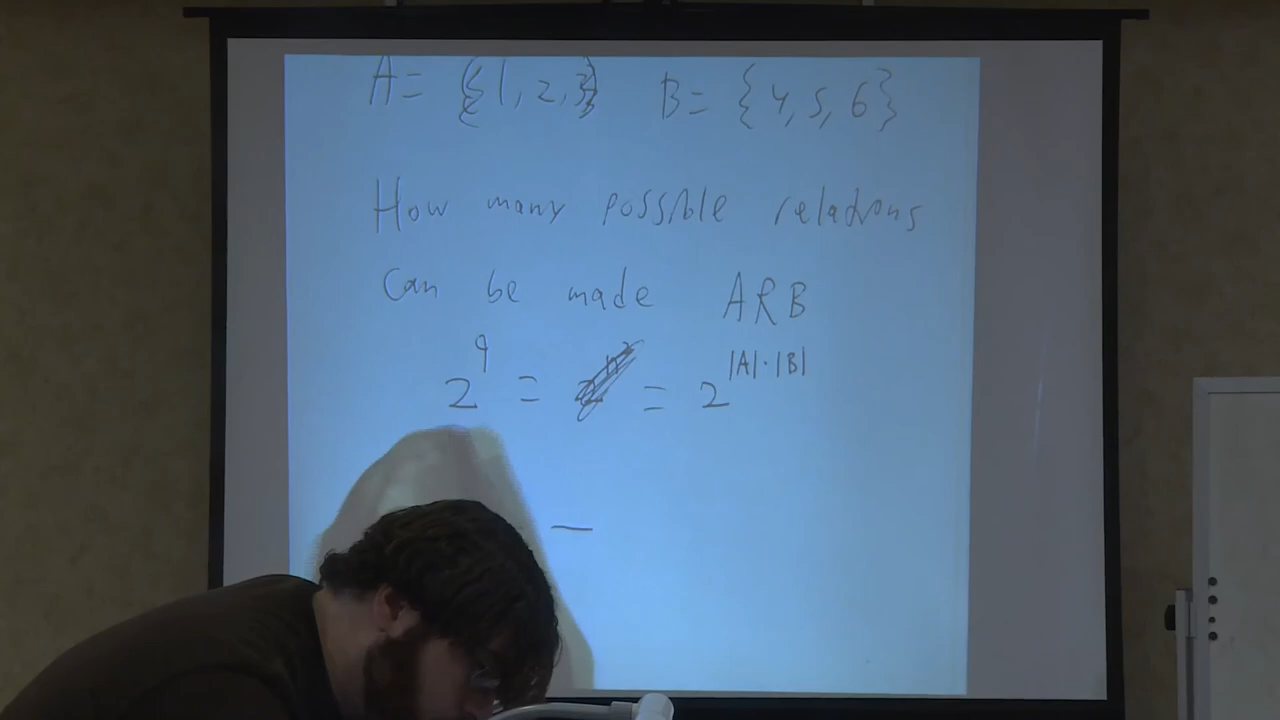 A = {1, 2, 3} B = {4, 5, 6}
How many possible relations
can be made ARB
2^9 = = 2^|A|·|B|